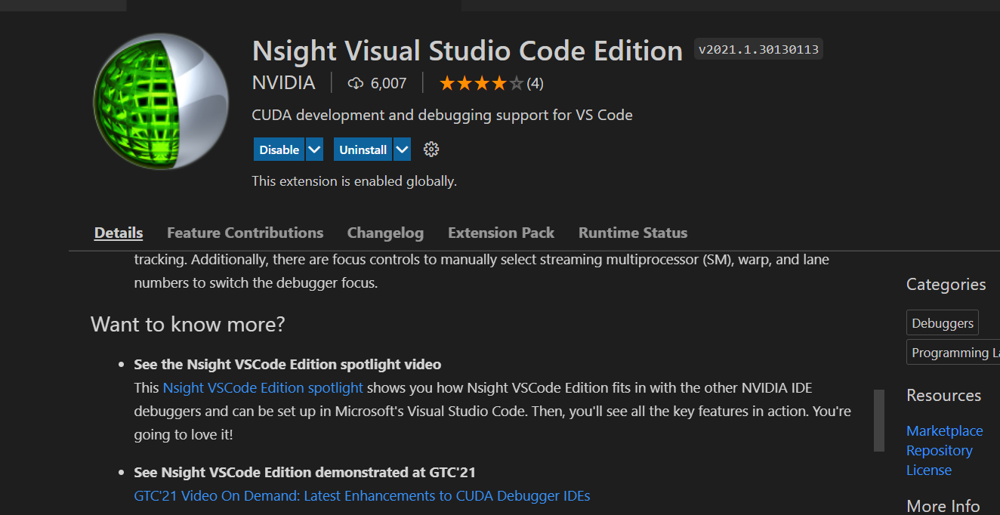 Nsight Visual Studio Code Edition v2021.1.30130113
NVIDIA 6,007 (4)
CUDA development and debugging support for VS Code
Disable Uninstall
This extension is enabled globally.
Details Feature Contributions Changelog Extension Pack Runtime Status
tracking. Additionally, there are focus controls to manually select streaming multiprocessor (SM), warp, and lane
numbers to switch the debugger focus.
Want to know more?
• See the Nsight VSCode Edition spotlight video
This Nsight VSCode Edition spotlight shows you how Nsight VSCode Edition fits in with the other NVIDIA IDE
debuggers and can be set up in Microsoft's Visual Studio Code. Then, you'll see all the key features in action. You're
going to love it!
• See Nsight VSCode Edition demonstrated at GTC'21
GTC'21 Video On Demand: Latest Enhancements to CUDA Debugger IDEs
Categories
Debuggers
Programming La
Resources
Marketplace
Repository
License
More Info